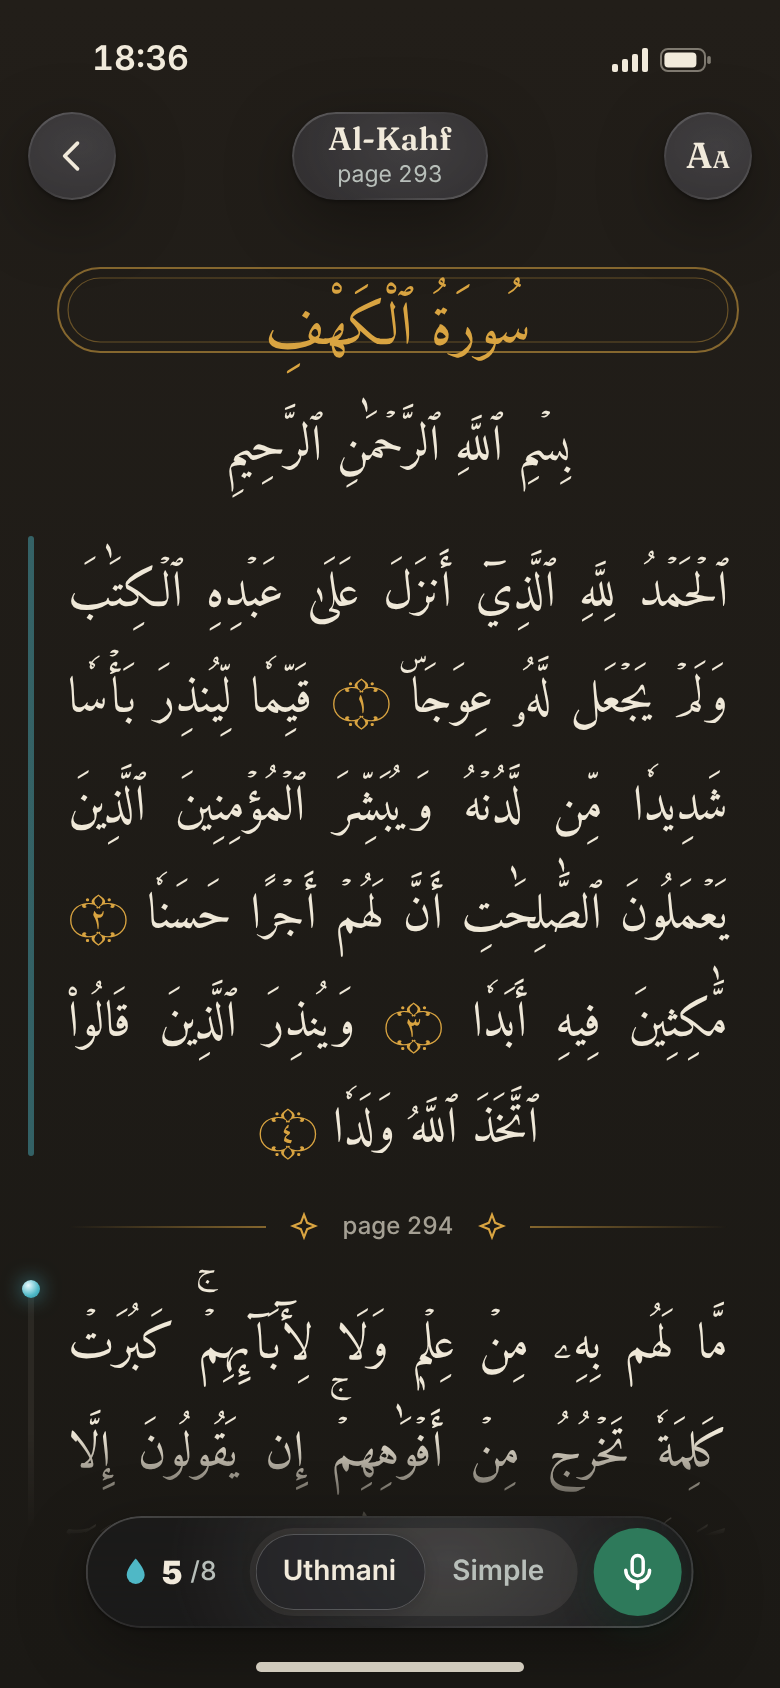 18:36
Al-Kahf
page 293
AA
سُورَةُ ٱلْكَهْفِ
بِسۡمِ ٱللَّهِ ٱلرَّحۡمَٰنِ ٱلرَّحِيمِ
ٱلۡحَمۡدُ لِلَّهِ ٱلَّذِيٓ أَنزَلَ عَلَىٰ عَبۡدِهِ ٱلۡكِتَٰبَ
وَلَمۡ يَجۡعَل لَّهُۥ عِوَجَاۜ ١ قَيِّمٗا لِّيُنذِرَ بَأۡسٗا
شَدِيدٗا مِّن لَّدُنۡهُ وَيُبَشِّرَ ٱلۡمُؤۡمِنِينَ ٱلَّذِينَ
يَعۡمَلُونَ ٱلصَّٰلِحَٰتِ أَنَّ لَهُمۡ أَجۡرًا حَسَنٗا ٢
مَّٰكِثِينَ فِيهِ أَبَدٗا ٣ وَيُنذِرَ ٱلَّذِينَ قَالُواْ
ٱتَّخَذَ ٱللَّهُ وَلَدٗا ٤
page 294
مَّا لَهُم بِهِۦ مِنۡ عِلۡمٖ وَلَا لِأٓبَآئِهِمۡۚ كَبُرَتۡ
كَلِمَةٗ تَخۡرُجُ مِنۡ أَفۡوَٰهِهِمۡۚ إِن يَقُولُونَ إِلَّا
5 /8 Uthmani Simple